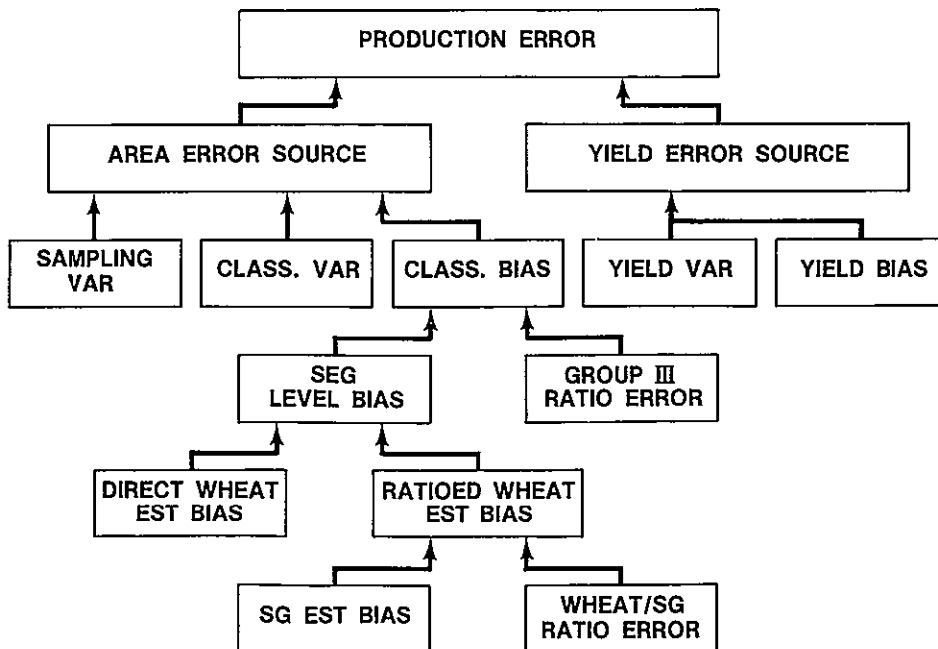 PRODUCTION ERROR
AREA ERROR SOURCE
YIELD ERROR SOURCE
SAMPLING
VAR
CLASS. VAR
CLASS. BIAS
YIELD VAR
YIELD BIAS
SEG
LEVEL BIAS
GROUP III
RATIO ERROR
DIRECT WHEAT
EST BIAS
RATIOED WHEAT
EST BIAS
SG EST BIAS
WHEAT/SG
RATIO ERROR